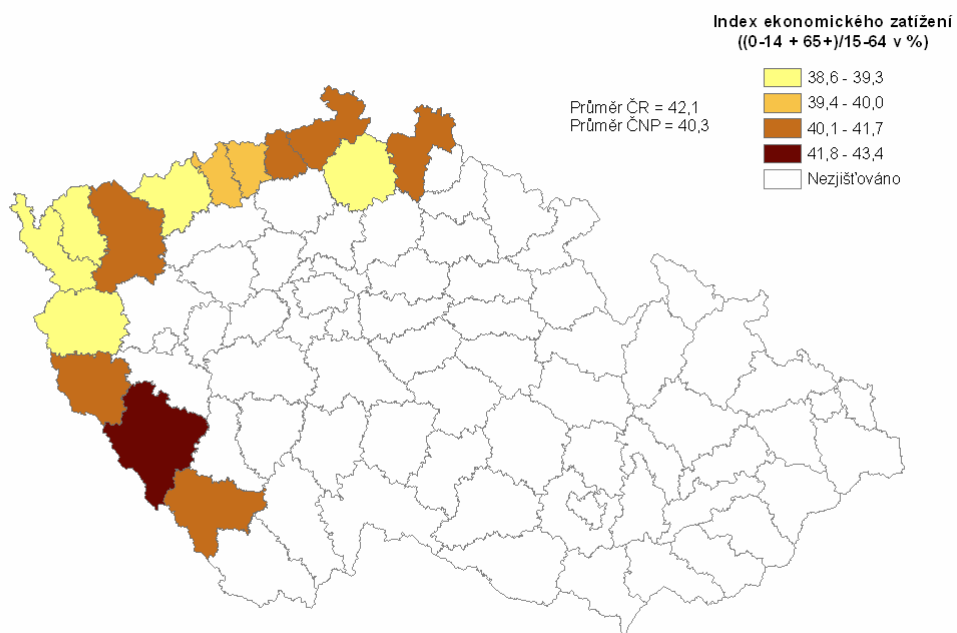 Index ekonomického zatížení
((0-14 + 65+)/15-64 v %)
38,6 - 39,3
39,4 - 40,0
40,1 - 41,7
41,8 - 43,4
Nezjišťováno
Průměr ČR = 42,1
Průměr ČNP = 40,3